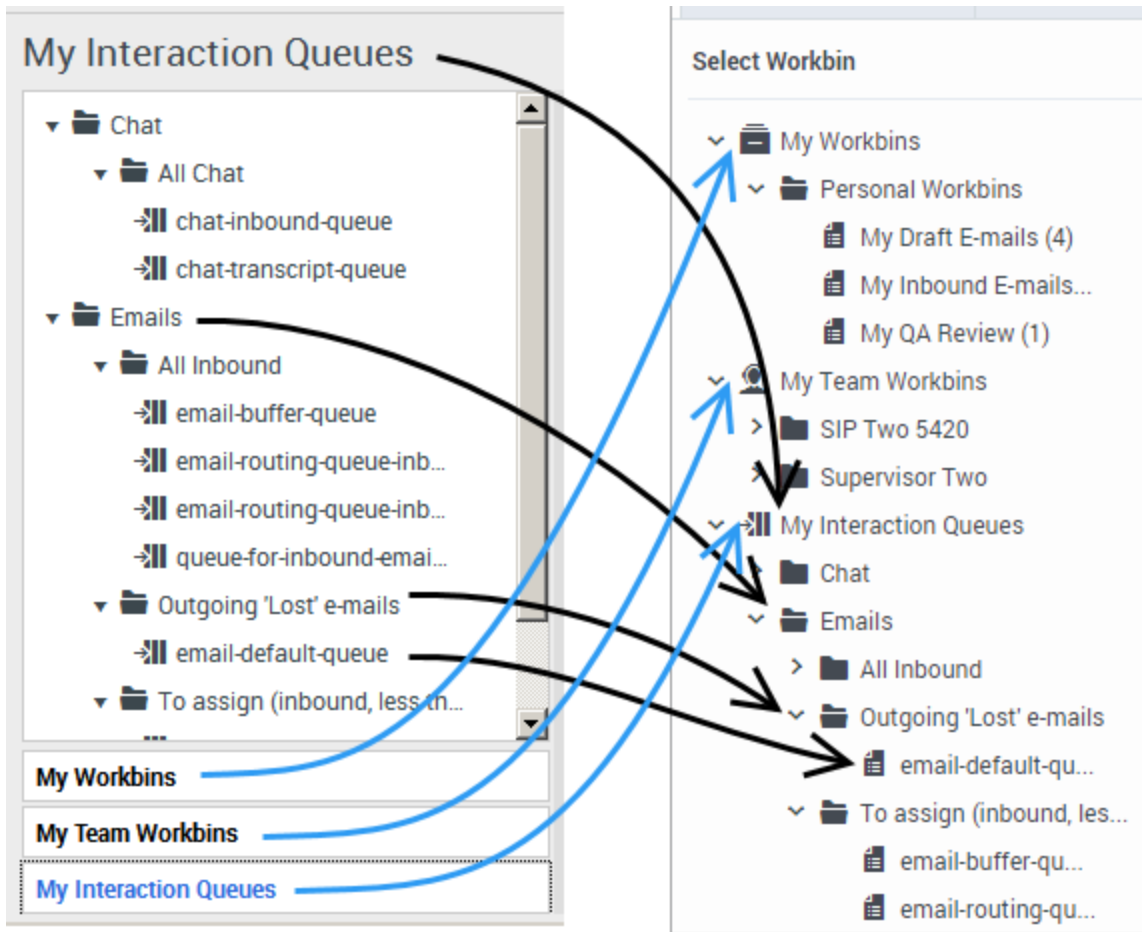 My Interaction Queues
Chat
All Chat
chat-inbound-queue
chat-transcript-queue
Emails
All Inbound
email-buffer-queue
email-routing-queue-inb...
email-routing-queue-inb...
queue-for-inbound-emai...
Outgoing 'Lost' e-mails
email-default-queue
To assign (inbound, less th...
My Workbins
My Team Workbins
My Interaction Queues
Select Workbin
My Workbins
Personal Workbins
My Draft E-mails (4)
My Inbound E-mails...
My QA Review (1)
My Team Workbins
SIP Two 5420
Supervisor Two
My Interaction Queues
Chat
Emails
All Inbound
Outgoing 'Lost' e-mails
email-default-qu...
To assign (inbound, les...
email-buffer-qu...
email-routing-qu...